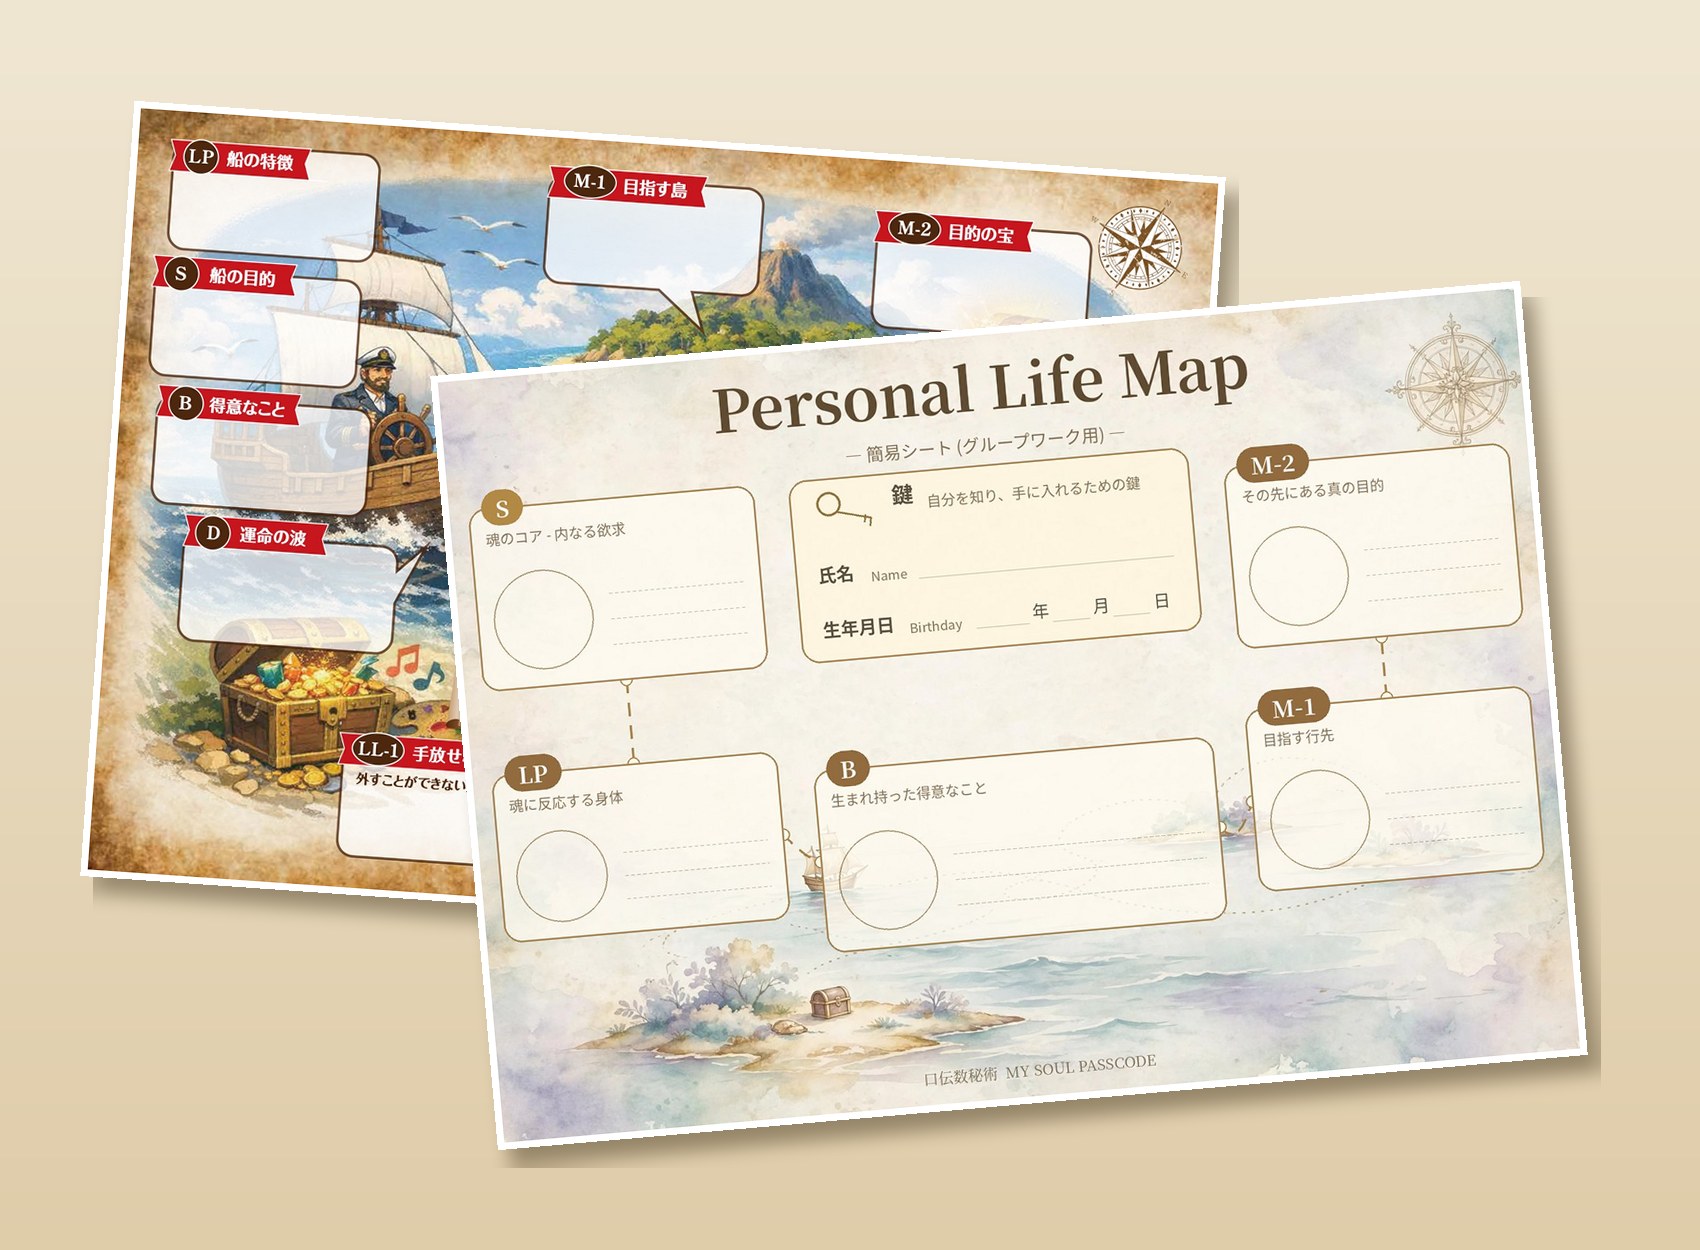 LP 船の特徴
M-1 目指す島
M-2 目的の宝
S 船の目的
B 得意なこと
D 運命の波
LL-1 手放せ
外すことができない
Personal Life Map
― 簡易シート (グループワーク用) ―
S
魂のコア - 内なる欲求
鍵 自分を知り、手に入れるための鍵
氏名 Name
生年月日 Birthday 年 月 日
M-2
その先にある真の目的
LP
魂に反応する身体
B
生まれ持った得意なこと
M-1
目指す行先
口伝数秘術 MY SOUL PASSCODE